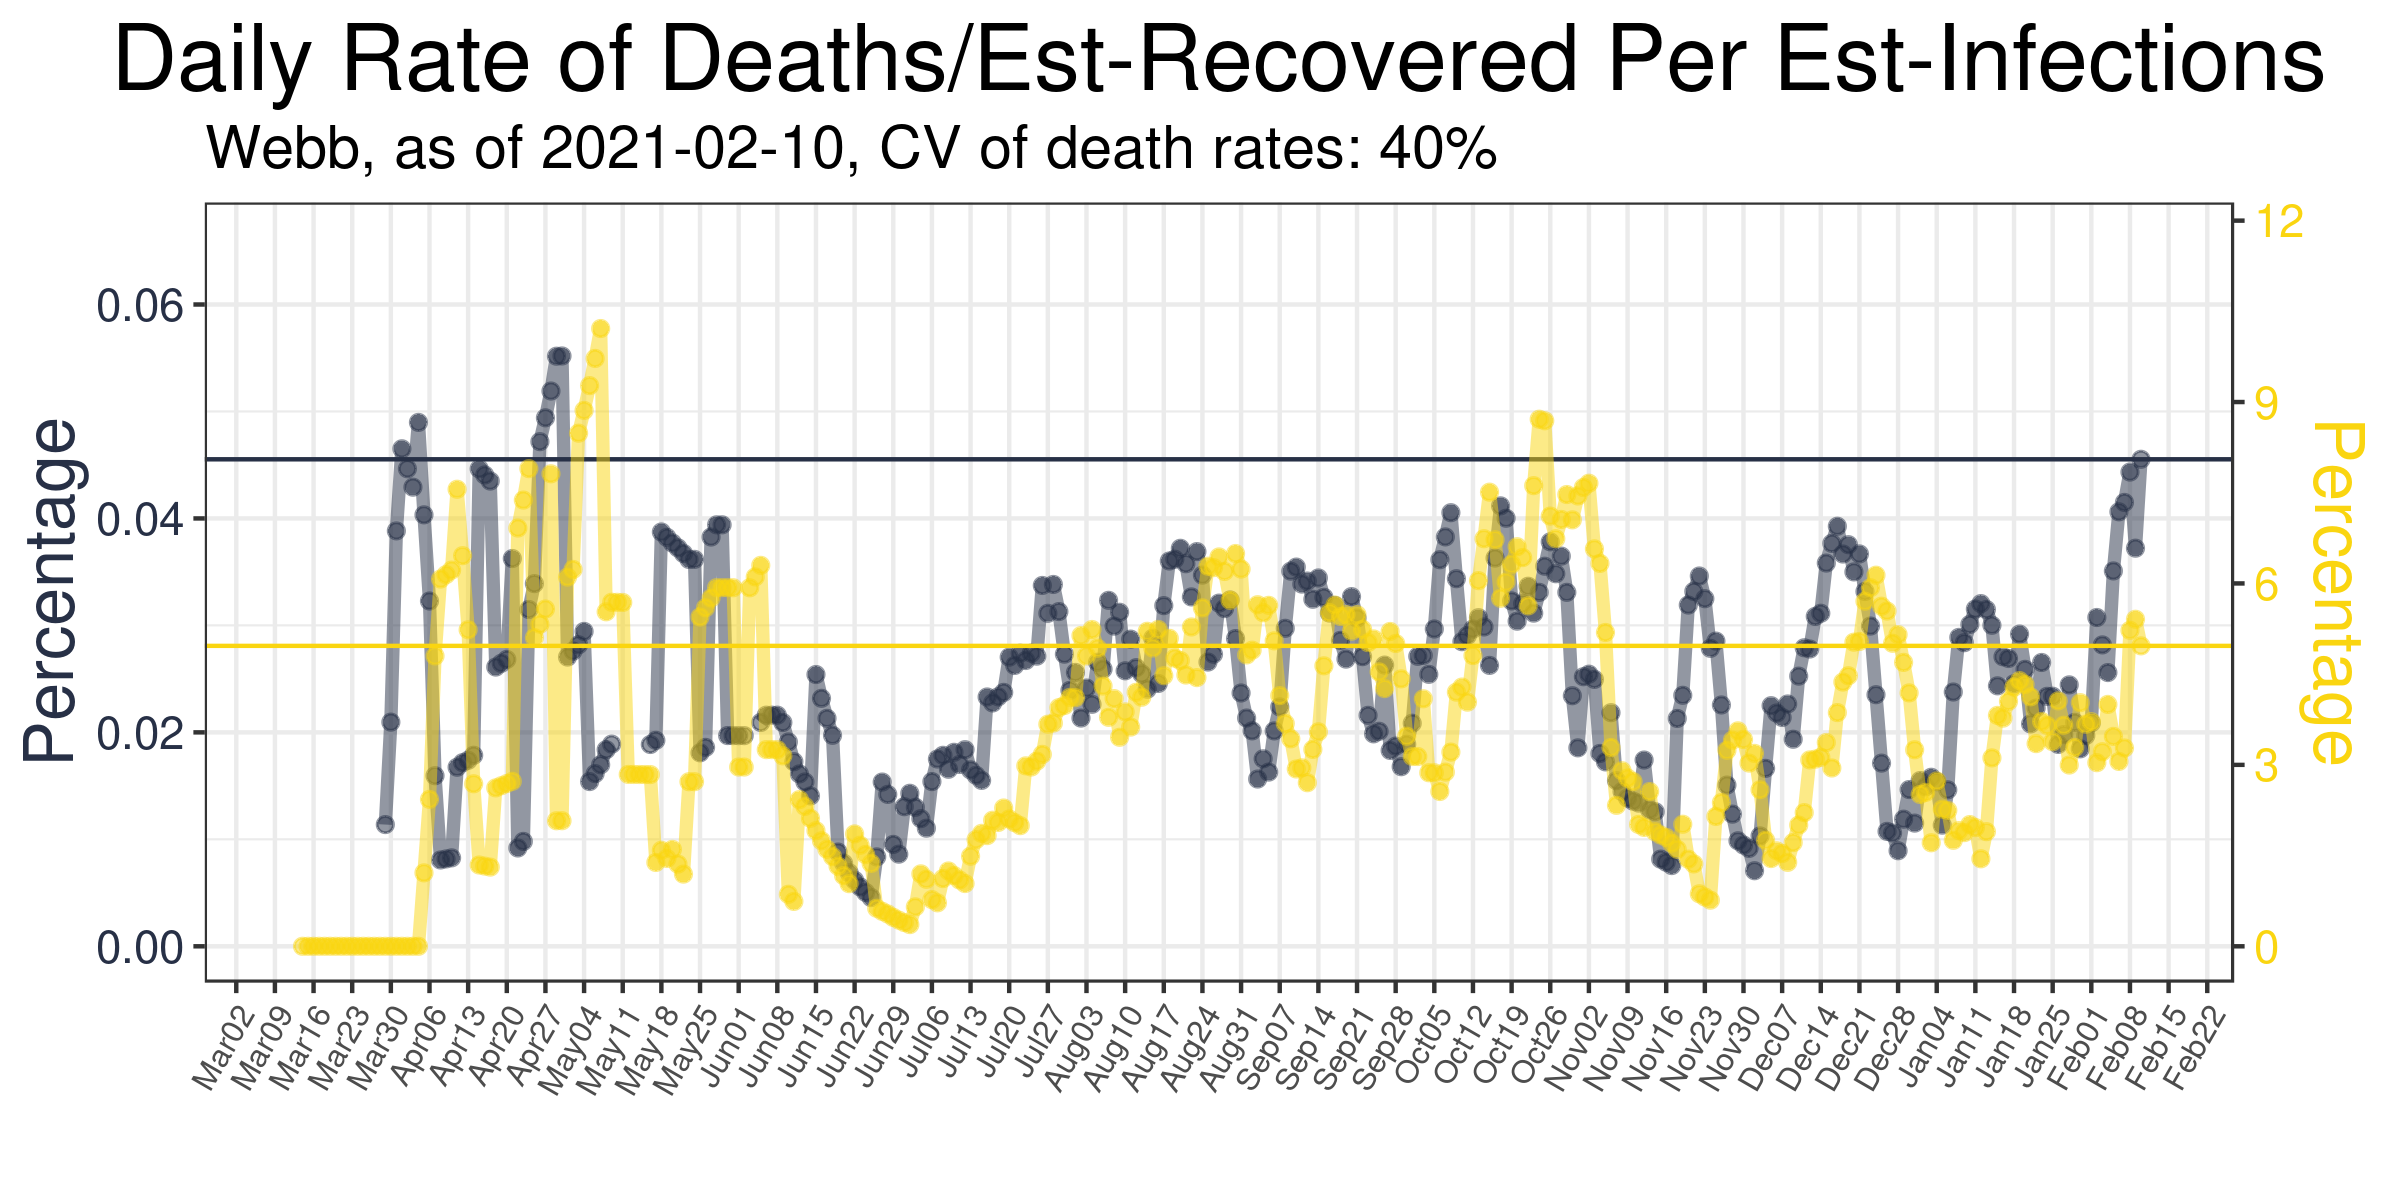 Daily Rate of Deaths/Est-Recovered Per Est-Infections
Webb, as of 2021-02-10, CV of death rates: 40%
Percentage
0.06
0.04
0.02
0.00
12
9
6
3
0
Percentage
Mar02
Mar09
Mar16
Mar23
Mar30
Apr06
Apr13
Apr20
Apr27
May04
May11
May18
May25
Jun01
Jun08
Jun15
Jun22
Jun29
Jul06
Jul13
Jul20
Jul27
Aug03
Aug10
Aug17
Aug24
Aug31
Sep07
Sep14
Sep21
Sep28
Oct05
Oct12
Oct19
Oct26
Nov02
Nov09
Nov16
Nov23
Nov30
Dec07
Dec14
Dec21
Dec28
Jan04
Jan11
Jan18
Jan25
Feb01
Feb08
Feb15
Feb22